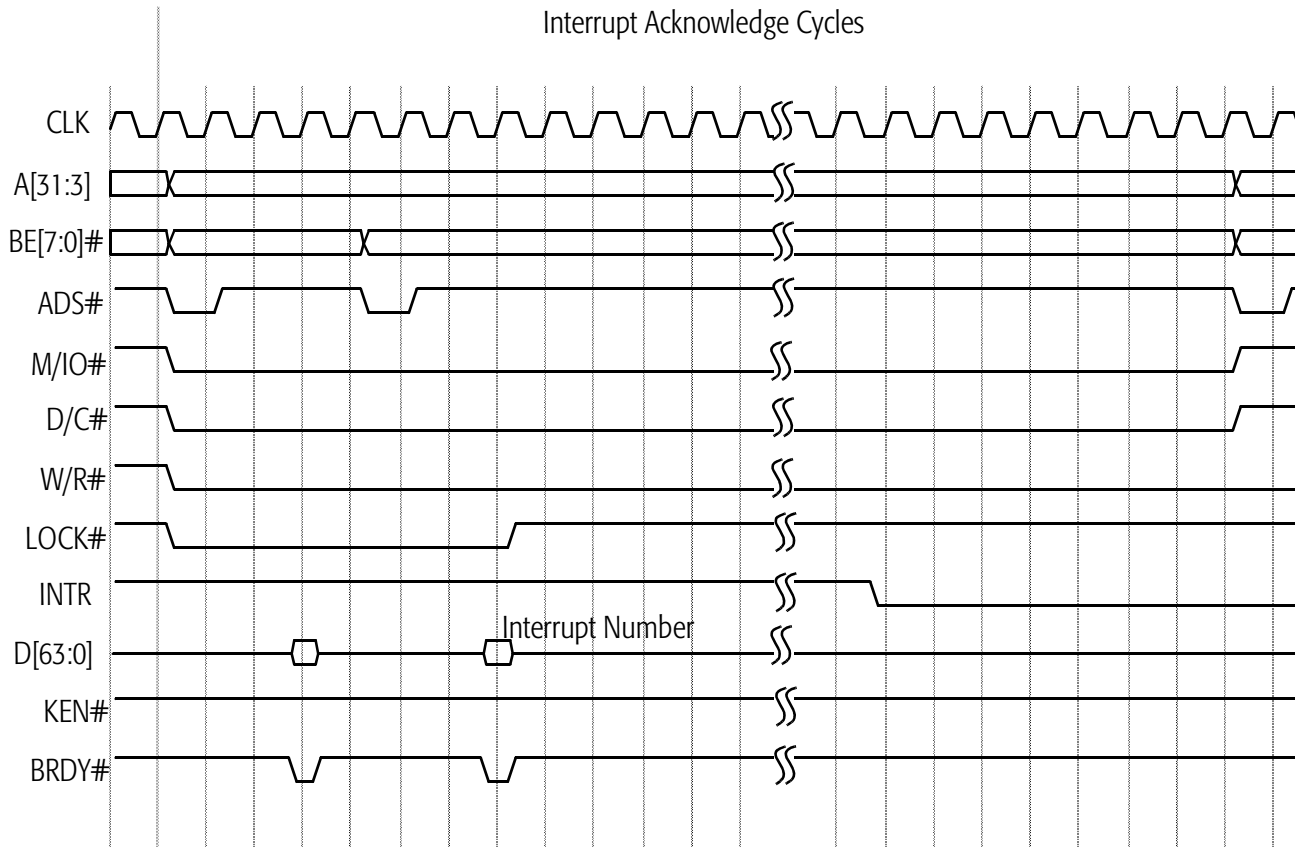 Interrupt Acknowledge Cycles
CLK
A[31:3]
BE[7:0]#
ADS#
M/IO#
D/C#
W/R#
LOCK#
INTR
Interrupt Number
D[63:0]
KEN#
BRDY#